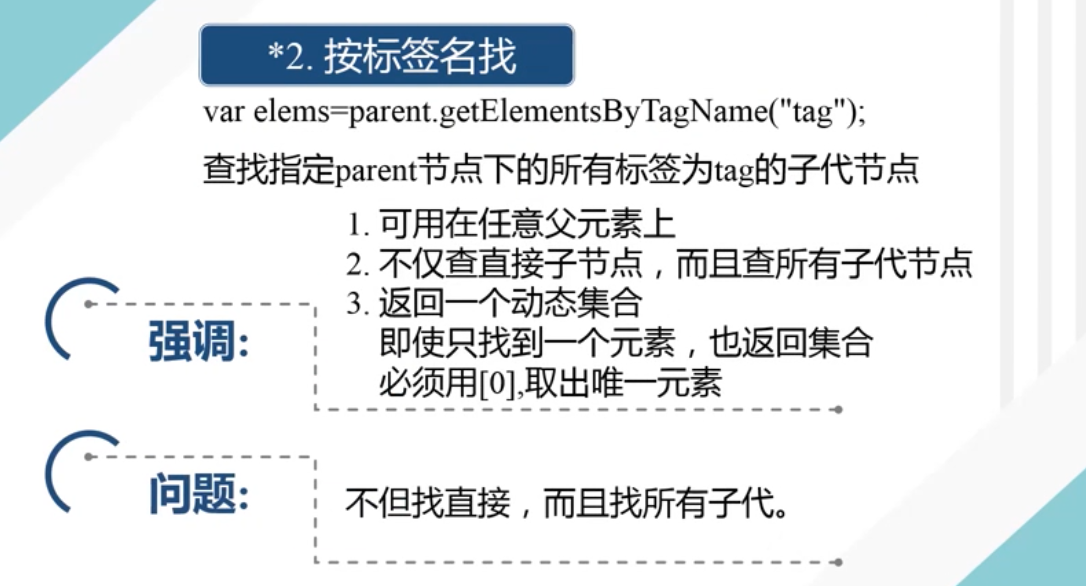 *2. 按标签名找
var elems=parent.getElementsByTagName("tag");
查找指定parent节点下的所有标签为tag的子代节点
强调:
1. 可用在任意父元素上
2. 不仅查直接子节点，而且查所有子代节点
3. 返回一个动态集合
即使只找到一个元素，也返回集合
必须用[0],取出唯一元素
问题:
不但找直接，而且找所有子代。